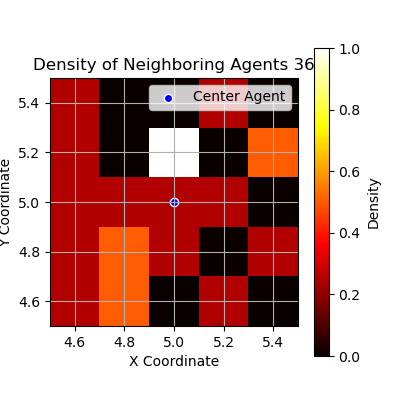 Density of Neighboring Agents 36
Center Agent
5.4
5.2
5.0
4.8
4.6
Y Coordinate
4.6 4.8 5.0 5.2 5.4
X Coordinate
1.0
0.8
0.6
0.4
0.2
0.0
Density